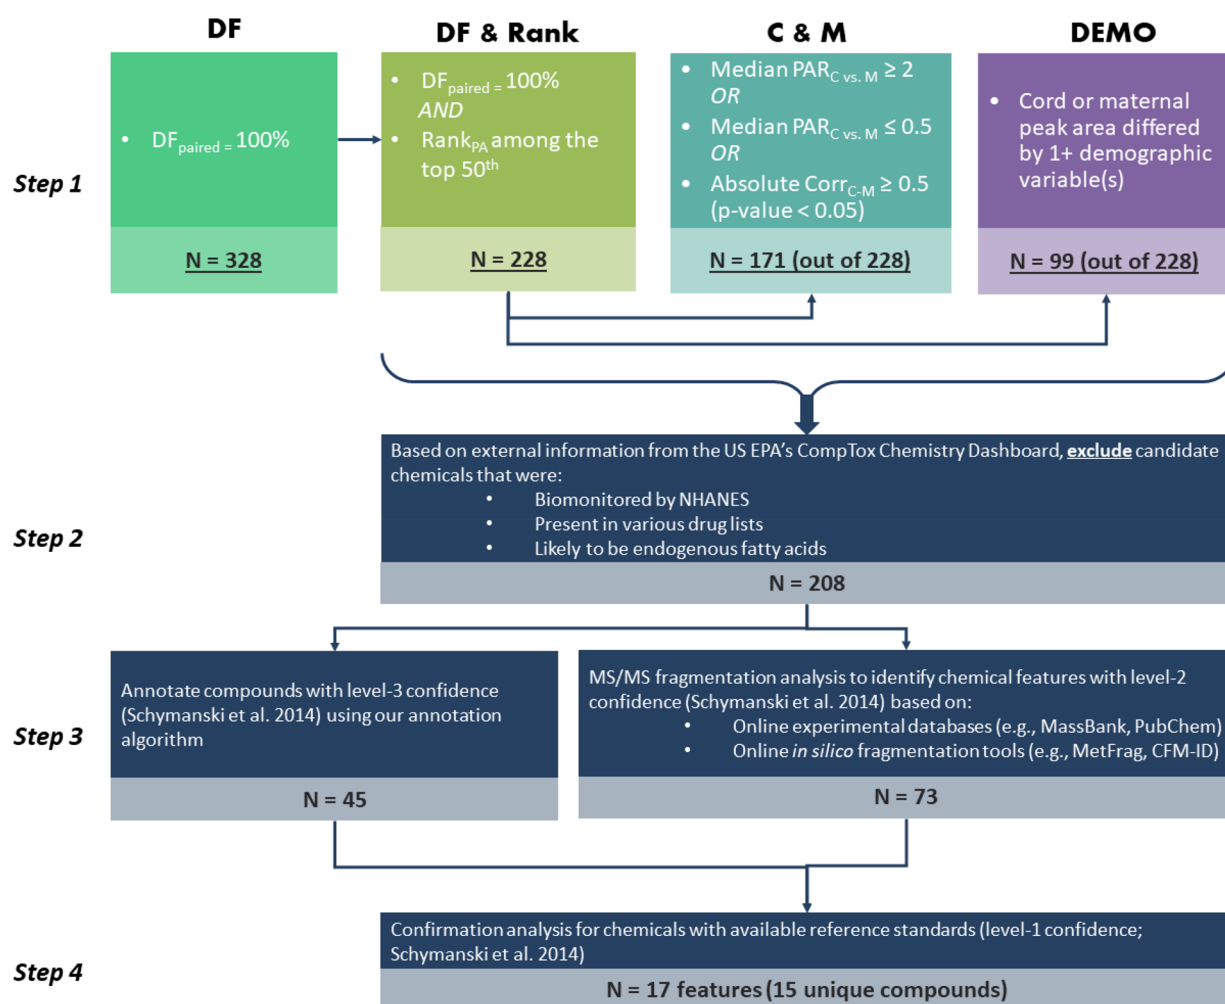 DF
DF & Rank
C & M
DEMO
Step 1
• DFpaired = 100%
N = 328
• DFpaired = 100%
AND
• RankPA among the
top 50th
N = 228
• Median PARC vs. M ≥ 2
OR
• Median PARC vs. M ≤ 0.5
OR
• Absolute CorrC-M ≥ 0.5
(p-value < 0.05)
N = 171 (out of 228)
• Cord or maternal
peak area differed
by 1+ demographic
variable(s)
N = 99 (out of 228)
Step 2
Based on external information from the US EPA's CompTox Chemistry Dashboard, exclude candidate
chemicals that were:
• Biomonitored by NHANES
• Present in various drug lists
• Likely to be endogenous fatty acids
N = 208
Step 3
Annotate compounds with level-3 confidence
(Schymanski et al. 2014) using our annotation
algorithm
N = 45
MS/MS fragmentation analysis to identify chemical features with level-2
confidence (Schymanski et al. 2014) based on:
• Online experimental databases (e.g., MassBank, PubChem)
• Online in silico fragmentation tools (e.g., MetFrag, CFM-ID)
N = 73
Step 4
Confirmation analysis for chemicals with available reference standards (level-1 confidence;
Schymanski et al. 2014)
N = 17 features (15 unique compounds)